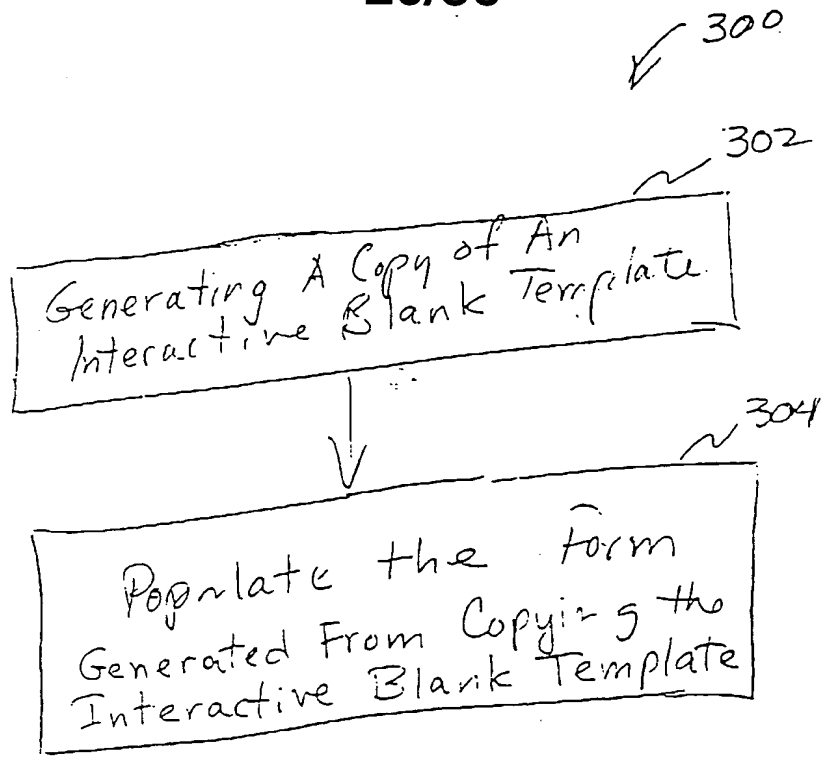 300
302
Generating A Copy of An
Interactive Blank Template
304
Populate the Form
Generated From Copying the
Interactive Blank Template